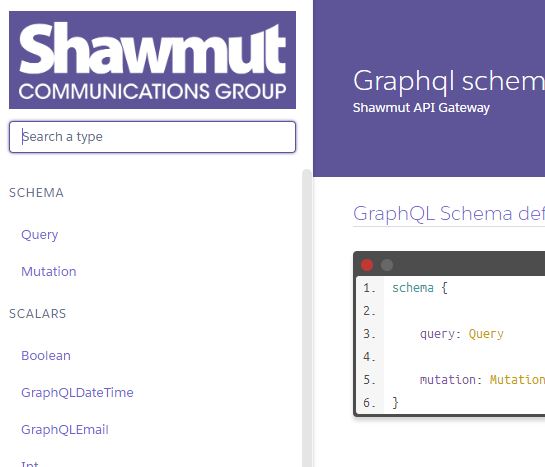 Shawmut
COMMUNICATIONS GROUP
Search a type
SCHEMA
Query
Mutation
SCALARS
Boolean
GraphQLDateTime
GraphQLEmail
Int
Graphql schem
Shawmut API Gateway
GraphQL Schema def
1. schema {
2.
3. query: Query
4.
5. mutation: Mutation
6. }